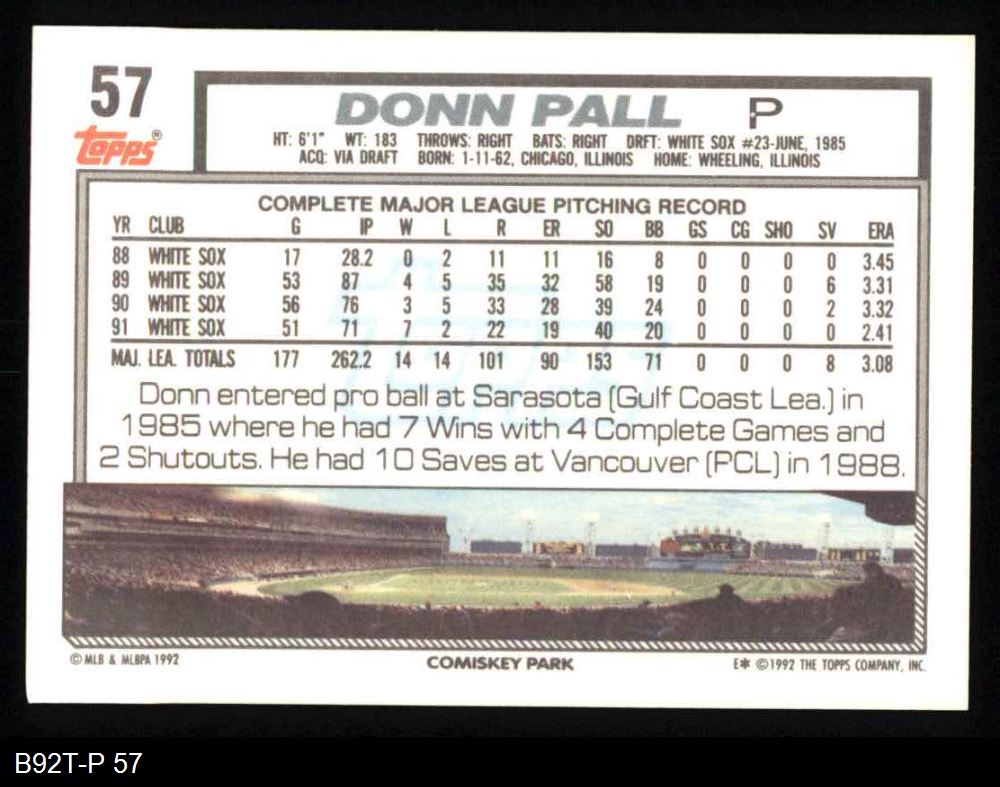 57
Topps®
DONN PALL P
HT: 6'1" WT: 183 THROWS: RIGHT BATS: RIGHT DRFT: WHITE SOX #23-JUNE, 1985
ACQ: VIA DRAFT BORN: 1-11-62, CHICAGO, ILLINOIS HOME: WHEELING, ILLINOIS
COMPLETE MAJOR LEAGUE PITCHING RECORD
YR CLUB G IP W L R ER SO BB GS CG SHO SV ERA
88 WHITE SOX 17 28.2 0 2 11 11 16 8 0 0 0 0 3.45
89 WHITE SOX 53 87 4 5 35 32 58 19 0 0 0 6 3.31
90 WHITE SOX 56 76 3 5 33 28 39 24 0 0 0 2 3.32
91 WHITE SOX 51 71 7 2 22 19 40 20 0 0 0 0 2.41
MAJ. LEA. TOTALS 177 262.2 14 14 101 90 153 71 0 0 0 8 3.08
Donn entered pro ball at Sarasota (Gulf Coast Lea.) in
1985 where he had 7 Wins with 4 Complete Games and
2 Shutouts. He had 10 Saves at Vancouver (PCL) in 1988.
© MLB & MLBPA 1992 COMISKEY PARK E* ©1992 THE TOPPS COMPANY, INC.
B92T-P 57